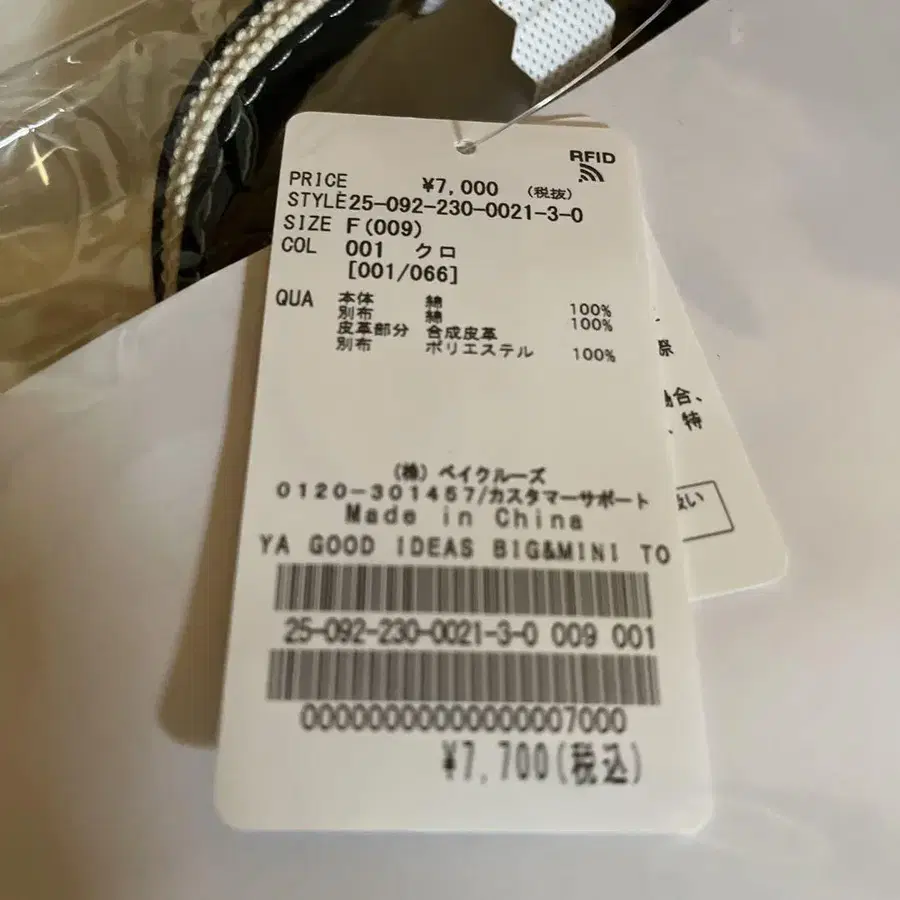 RFID
PRICE ¥7,000 (税抜)
STYLE 25-092-230-0021-3-0
SIZE F(009)
COL 001 クロ
[001/066]
QUA 本体 綿 100%
別布 綿 100%
皮革部分 合成皮革
別布 ポリエステル 100%
(株) ベイクルーズ
0120-301457/カスタマーサポート
Made in China
YA GOOD IDEAS BIG&MINI TO
25-092-230-0021-3-0 009 001
00000000000000007000
¥7,700(税込)
合、
、特